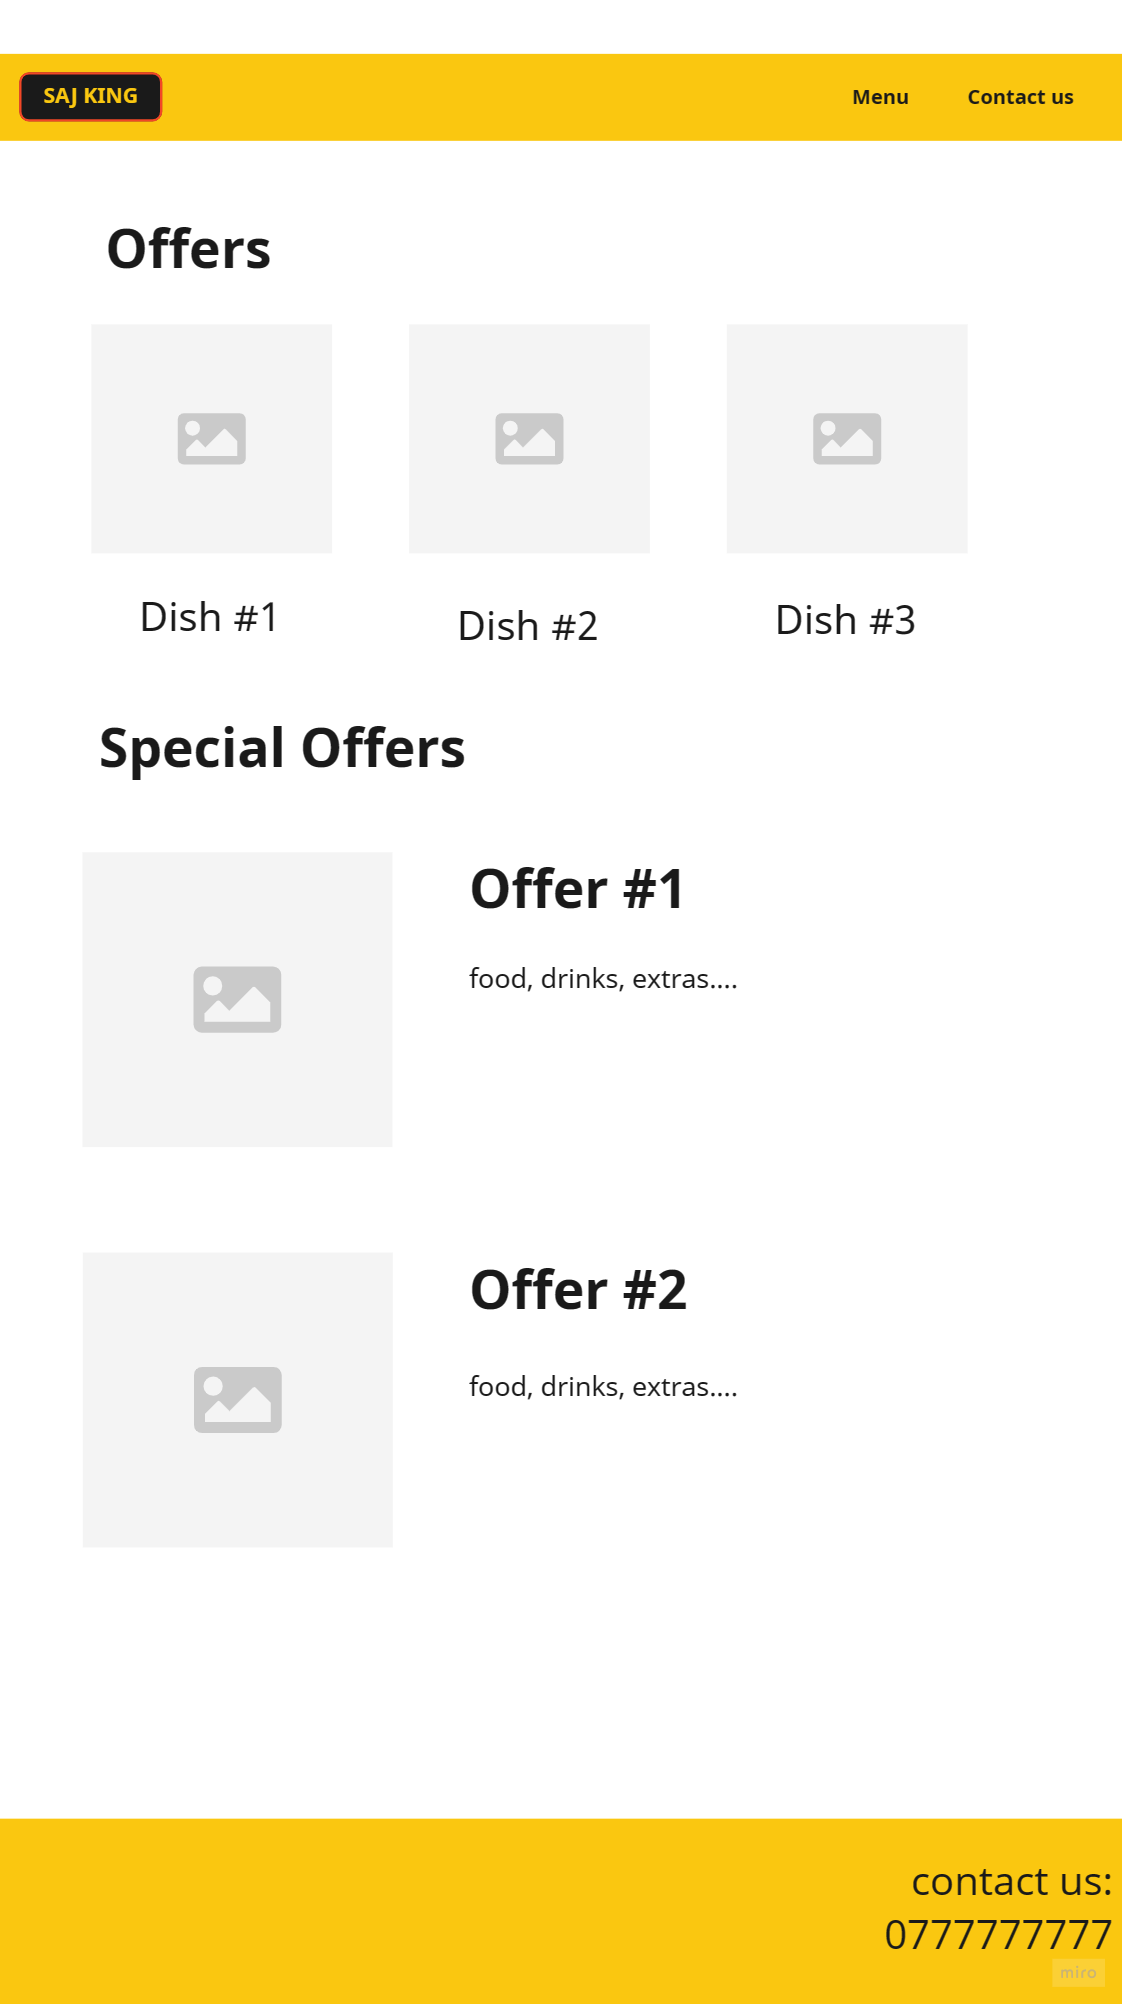 SAJ KING
Menu
Contact us
Offers
Dish #1
Dish #2
Dish #3
Special Offers
Offer #1
food, drinks, extras....
Offer #2
food, drinks, extras....
contact us:
0777777777
miro